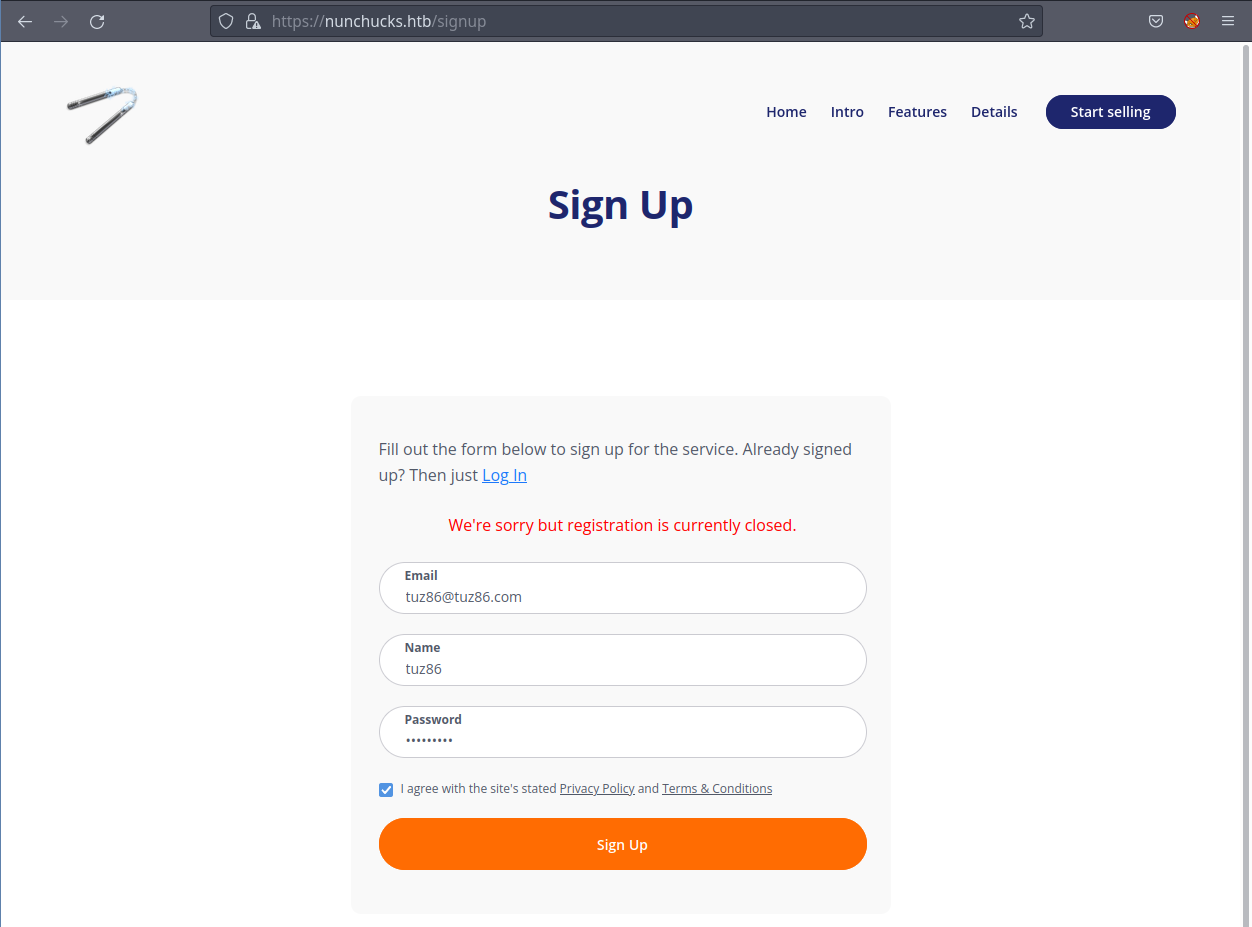 https://nunchucks.htb/signup
Home Intro Features Details Start selling
Sign Up
Fill out the form below to sign up for the service. Already signed
up? Then just Log In
We're sorry but registration is currently closed.
Email
tuz86@tuz86.com
Name
tuz86
Password
•••••••••
I agree with the site's stated Privacy Policy and Terms & Conditions
Sign Up